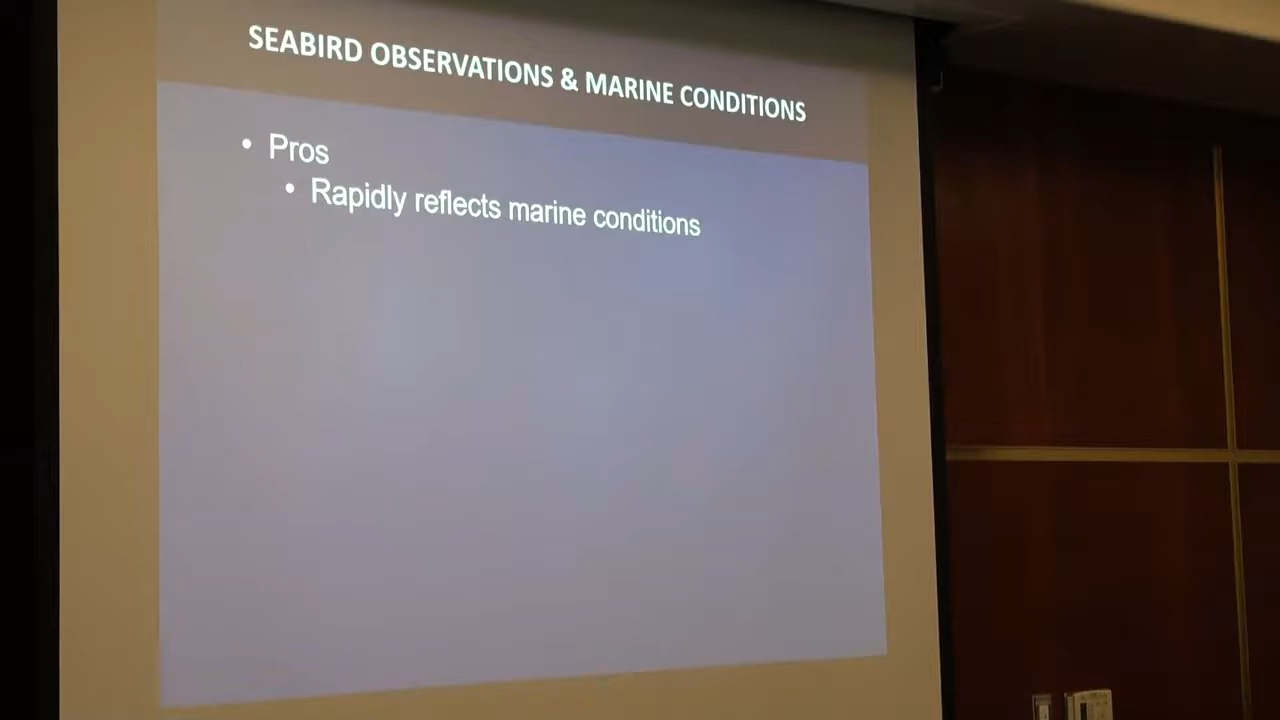 SEABIRD OBSERVATIONS & MARINE CONDITIONS
• Pros
• Rapidly reflects marine conditions